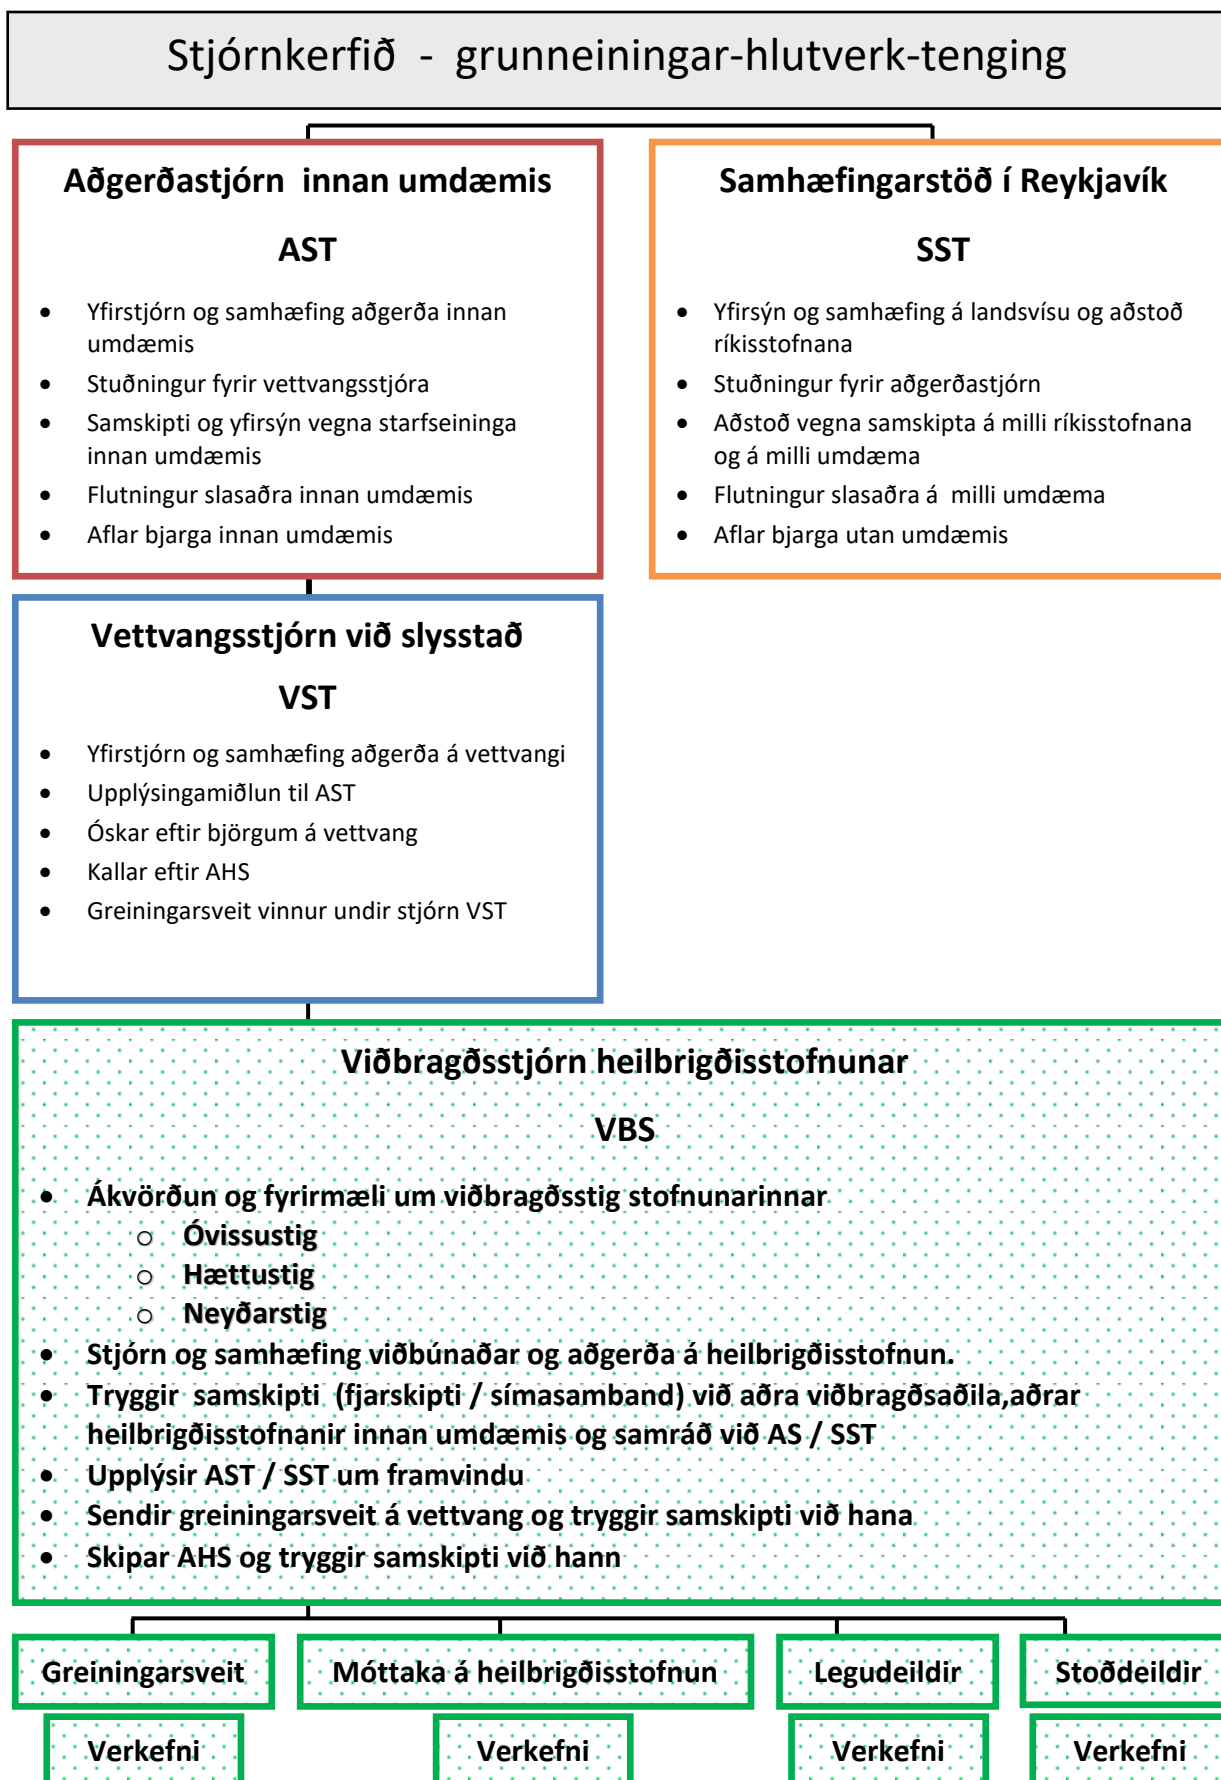 Stjórnkerfið - grunneiningar-hlutverk-tenging
Aðgerðastjórn innan umdæmis
AST
• Yfirstjórn og samhæfing aðgerða innan
umdæmis
• Stuðningur fyrir vettvangsstjóra
• Samskipti og yfirsýn vegna starfseininga
innan umdæmis
• Flutningur slasaðra innan umdæmis
• Aflar bjarga innan umdæmis
Samhæfingarstöð í Reykjavík
SST
• Yfirsýn og samhæfing á landsvísu og aðstoð
ríkisstofnana
• Stuðningur fyrir aðgerðastjórn
• Aðstoð vegna samskipta á milli ríkisstofnana
og á milli umdæma
• Flutningur slasaðra á milli umdæma
• Aflar bjarga utan umdæmis
Vettvangsstjórn við slysstað
VST
• Yfirstjórn og samhæfing aðgerða á vettvangi
• Upplýsingamiðlun til AST
• Óskar eftir björgum á vettvang
• Kallar eftir AHS
• Greiningarsveit vinnur undir stjórn VST
Viðbragðsstjórn heilbrigðisstofnunar
VBS
• Ákvörðun og fyrirmæli um viðbragðsstig stofnunarinnar
o Óvissustig
o Hættustig
o Neyðarstig
• Stjórn og samhæfing viðbúnaðar og aðgerða á heilbrigðisstofnun.
• Tryggir samskipti (fjarskipti / símasamband) við aðra viðbragðsaðila,aðrar
heilbrigðisstofnanir innan umdæmis og samráð við AS / SST
• Upplýsir AST / SST um framvindu
• Sendir greiningarsveit á vettvang og tryggir samskipti við hana
• Skipar AHS og tryggir samskipti við hann
Greiningarsveit
Móttaka á heilbrigðisstofnun
Legudeildir
Stoðdeildir
Verkefni
Verkefni
Verkefni
Verkefni